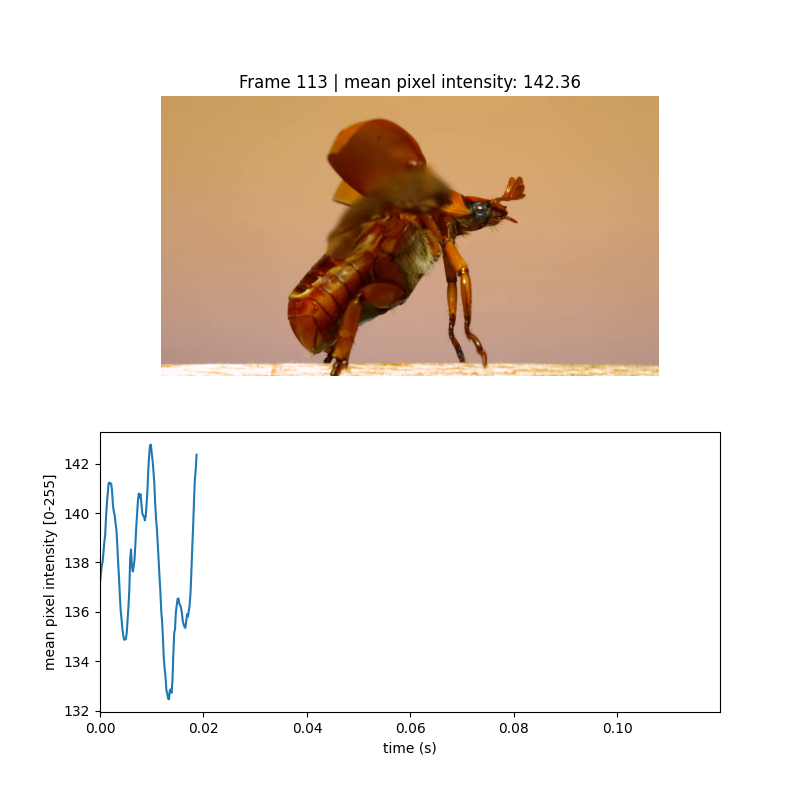 Frame 113 | mean pixel intensity: 142.36
mean pixel intensity [0-255]
142
140
138
136
134
132
0.00 0.02 0.04 0.06 0.08 0.10
time (s)